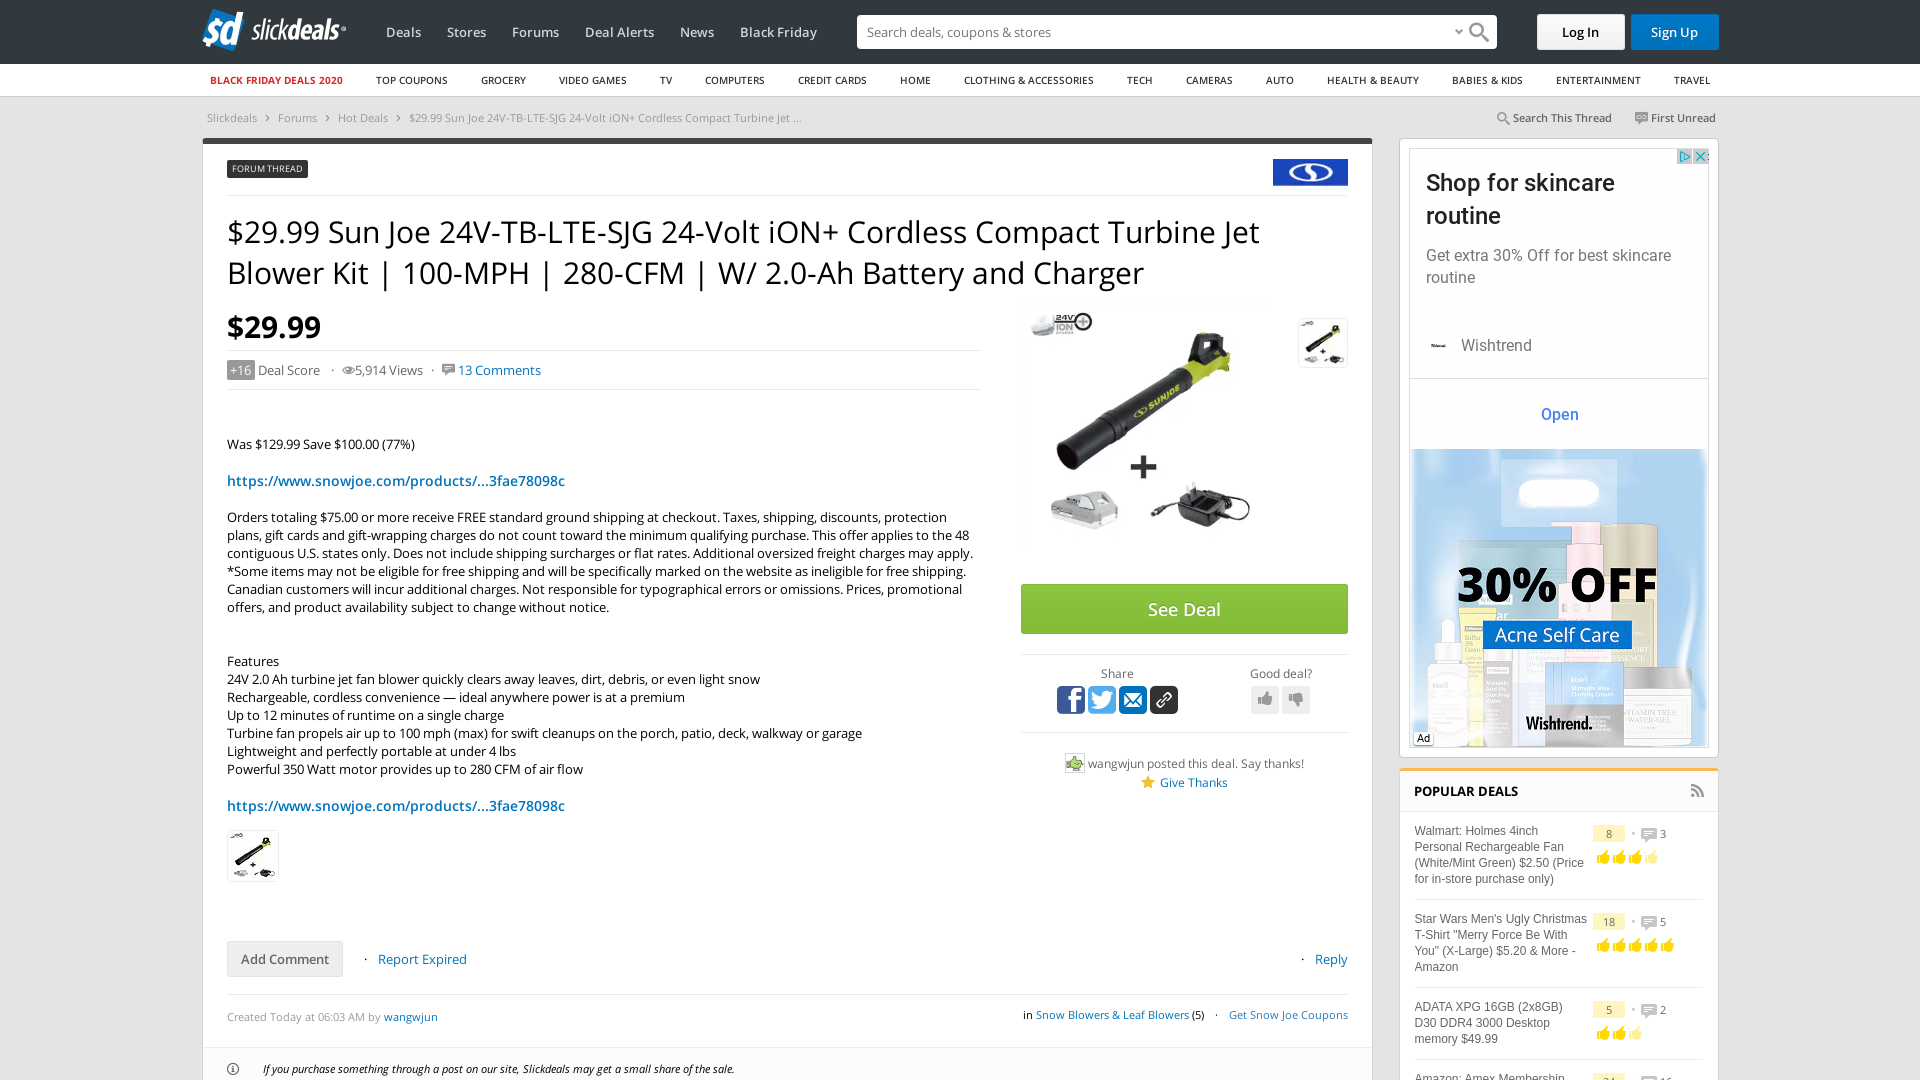 sd slickdeals
Deals Stores Forums Deal Alerts News Black Friday
Search deals, coupons & shops
Log In Sign Up
BLACK FRIDAY DEALS 2020 TOP COUPONS GROCERY VIDEO GAMES TV COMPUTERS CREDIT CARDS HOME CLOTHING & ACCESSORIES TECH CAMERAS AUTO HEALTH & BEAUTY BABIES & KIDS ENTERTAINMENT TRAVEL
Slickdeals > Forums > Hot Deals > $29.99 Sun Joe 24V-TB-LTE-SJG 24-Volt iON+ Cordless Compact Turbine Jet ...
Search This Thread First Unread
FORUM THREAD
$29.99 Sun Joe 24V-TB-LTE-SJG 24-Volt iON+ Cordless Compact Turbine Jet
Blower Kit | 100-MPH | 280-CFM | W/ 2.0-Ah Battery and Charger
$29.99
+16 Deal Score · 5,914 Views · 13 Comments
Was $129.99 Save $100.00 (77%)
https://www.snowjoe.com/products/...3fae78098c
Orders totaling $75.00 or more receive FREE standard ground shipping at checkout. Taxes, shipping, discounts, protection
plans, gift cards and gift-wrapping charges do not count toward the minimum qualifying purchase. This offer applies to the 48
contiguous U.S. states only. Does not include shipping surcharges or flat rates. Additional oversized freight charges may apply.
*Some items may not be eligible for free shipping and will be specifically marked on the website as ineligible for free shipping.
Canadian customers will incur additional charges. Not responsible for typographical errors or omissions. Prices, promotional
offers, and product availability subject to change without notice.
Features
24V 2.0 Ah turbine jet fan blower quickly clears away leaves, dirt, debris, or even light snow
Rechargeable, cordless convenience — ideal anywhere power is at a premium
Up to 12 minutes of runtime on a single charge
Turbine fan propels air up to 100 mph (max) for swift cleanups on the porch, patio, deck, walkway or garage
Lightweight and perfectly portable at under 4 lbs
Powerful 350 Watt motor provides up to 280 CFM of air flow
https://www.snowjoe.com/products/...3fae78098c
24V
ION
SUNJOE
See Deal
Share
Good deal?
wangwjun posted this deal. Say thanks!
Give Thanks
Add Comment · Report Expired
· Reply
Created Today at 06:03 AM by wangwjun
in Snow Blowers & Leaf Blowers (5) · Get Snow Joe Coupons
If you purchase something through a post on our site, Slickdeals may get a small share of the sale.
Shop for skincare
routine
Get extra 30% Off for best skincare
routine
Wishtrend
Open
30% OFF
Acne Self Care
Wishtrend.
Ad
POPULAR DEALS
Walmart: Holmes 4inch
Personal Rechargeable Fan
(White/Mint Green) $2.50 (Price
for in-store purchase only)
8 · 3
Star Wars Men's Ugly Christmas
T-Shirt "Merry Force Be With
You" (X-Large) $5.20 & More -
Amazon
18 · 5
ADATA XPG 16GB (2x8GB)
D30 DDR4 3000 Desktop
memory $49.99
5 · 2
Amazon: Amex Membership